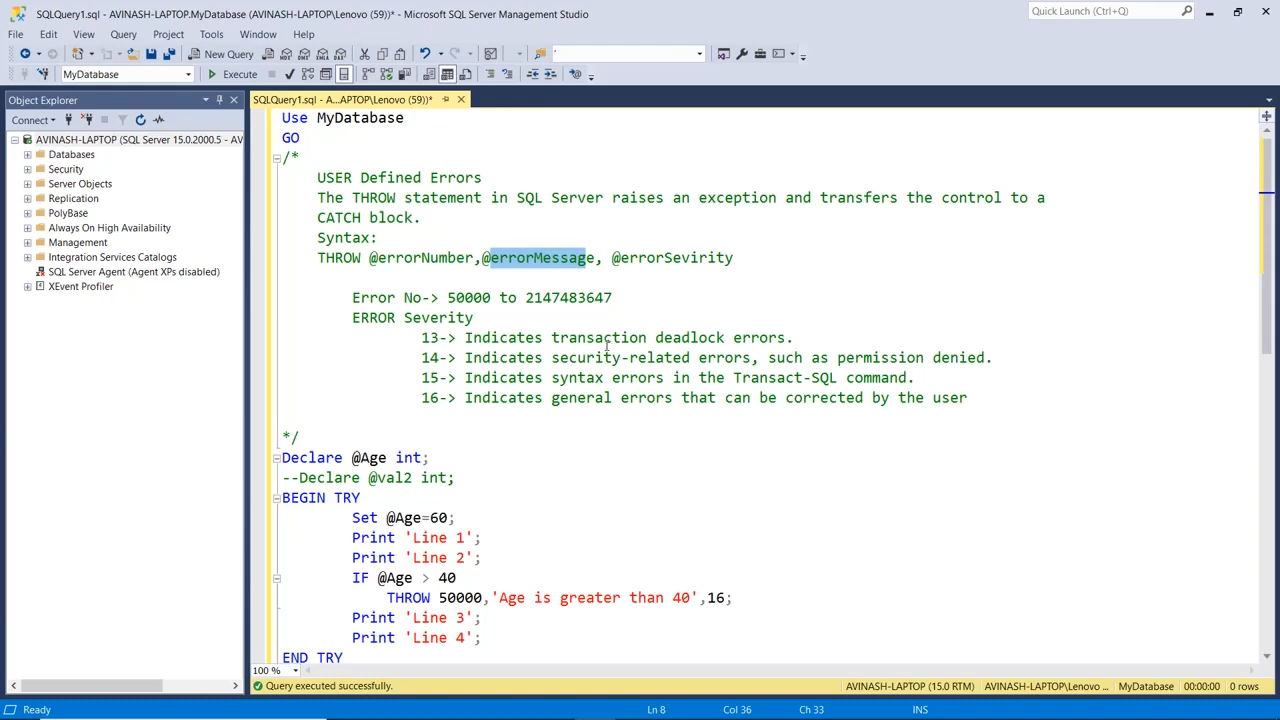 SQLQuery1.sql - AVINASH-LAPTOP.MyDatabase (AVINASH-LAPTOP\Lenovo (59))* - Microsoft SQL Server Management Studio
Quick Launch (Ctrl+Q)
File Edit View Query Project Tools Window Help
New Query MDX DMX XMLA DAX
MyDatabase Execute
Object Explorer
SQLQuery1.sql - A...APTOP\Lenovo (59))*
Connect
AVINASH-LAPTOP (SQL Server 15.0.2000.5 - AV
Databases
Security
Server Objects
Replication
PolyBase
Always On High Availability
Management
Integration Services Catalogs
SQL Server Agent (Agent XPs disabled)
XEvent Profiler
Use MyDatabase
GO
/*
USER Defined Errors
The THROW statement in SQL Server raises an exception and transfers the control to a
CATCH block.
Syntax:
THROW @errorNumber,@errorMessage, @errorSevirity
Error No-> 50000 to 2147483647
ERROR Severity
13-> Indicates transaction deadlock errors.
14-> Indicates security-related errors, such as permission denied.
15-> Indicates syntax errors in the Transact-SQL command.
16-> Indicates general errors that can be corrected by the user
*/
Declare @Age int;
--Declare @val2 int;
BEGIN TRY
Set @Age=60;
Print 'Line 1';
Print 'Line 2';
IF @Age > 40
THROW 50000,'Age is greater than 40',16;
Print 'Line 3';
Print 'Line 4';
END TRY
100 %
Query executed successfully.
AVINASH-LAPTOP (15.0 RTM) AVINASH-LAPTOP\Lenovo ... MyDatabase 00:00:00 0 rows
Ready Ln 8 Col 36 Ch 33 INS